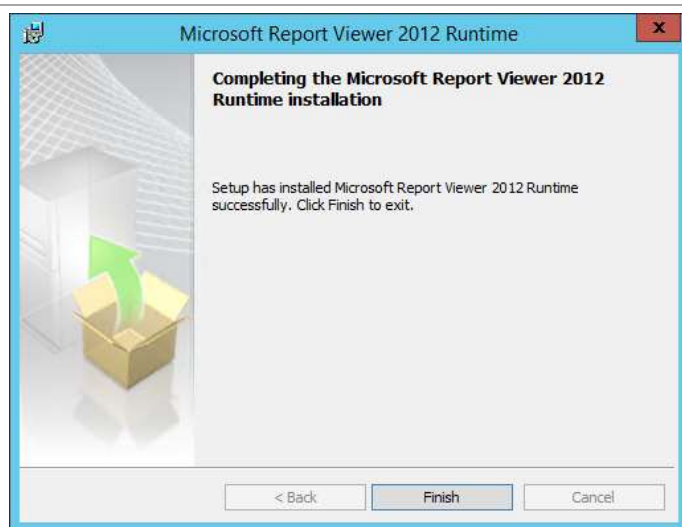 Microsoft Report Viewer 2012 Runtime
x
Completing the Microsoft Report Viewer 2012
Runtime installation
Setup has installed Microsoft Report Viewer 2012 Runtime
successfully. Click Finish to exit.
< Back
Finish
Cancel